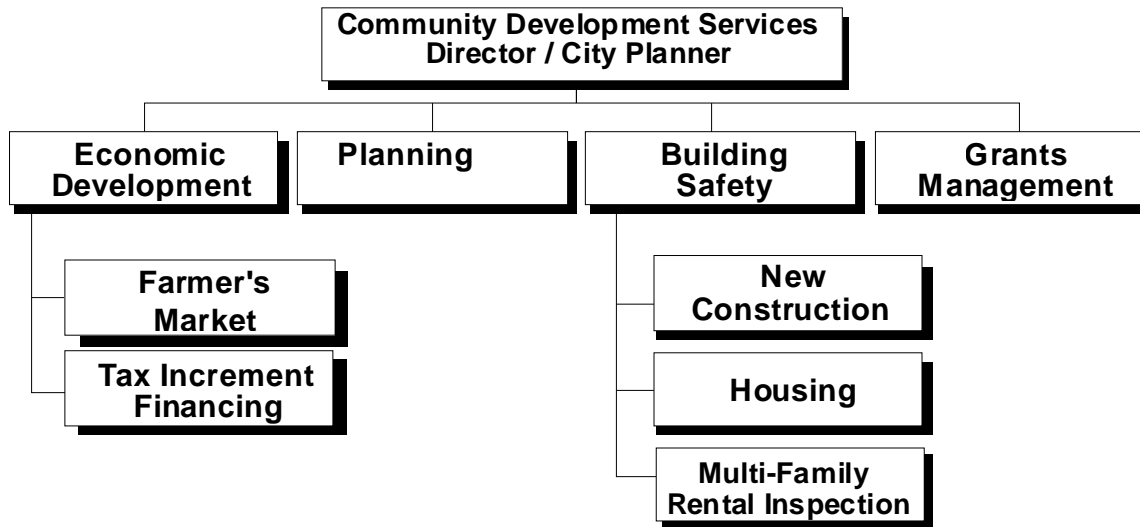 Community Development Services
Director / City Planner
Economic
Development
Planning
Building
Safety
Grants
Management
Farmer's
Market
Tax Increment
Financing
New
Construction
Housing
Multi-Family
Rental Inspection